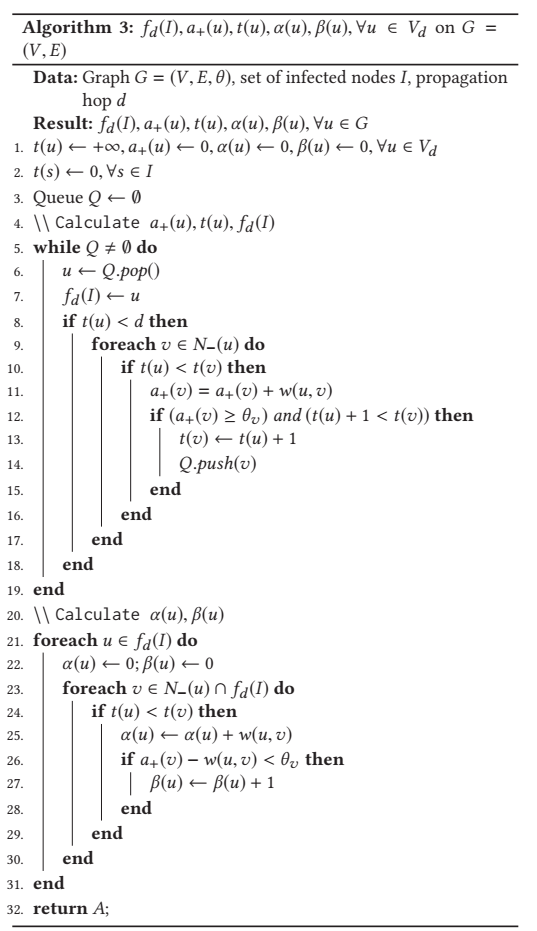 Algorithm 3: f_d(I), a_+(u), t(u), α(u), β(u), ∀u ∈ V_d on G =
(V, E)
Data: Graph G = (V, E, θ), set of infected nodes I, propagation
hop d
Result: f_d(I), a_+(u), t(u), α(u), β(u), ∀u ∈ G
1. t(u) ← +∞, a_+(u) ← 0, α(u) ← 0, β(u) ← 0, ∀u ∈ V_d
2. t(s) ← 0, ∀s ∈ I
3. Queue Q ← ∅
4. \\ Calculate a_+(u), t(u), f_d(I)
5. while Q ≠ ∅ do
6. u ← Q.pop()
7. f_d(I) ← u
8. if t(u) < d then
9. foreach v ∈ N_−(u) do
10. if t(u) < t(v) then
11. a_+(v) = a_+(v) + w(u, v)
12. if (a_+(v) ≥ θ_v) and (t(u) + 1 < t(v)) then
13. t(v) ← t(u) + 1
14. Q.push(v)
15. end
16. end
17. end
18. end
19. end
20. \\ Calculate α(u), β(u)
21. foreach u ∈ f_d(I) do
22. α(u) ← 0; β(u) ← 0
23. foreach v ∈ N_−(u) ∩ f_d(I) do
24. if t(u) < t(v) then
25. α(u) ← α(u) + w(u, v)
26. if a_+(v) − w(u, v) < θ_v then
27. β(u) ← β(u) + 1
28. end
29. end
30. end
31. end
32. return A;